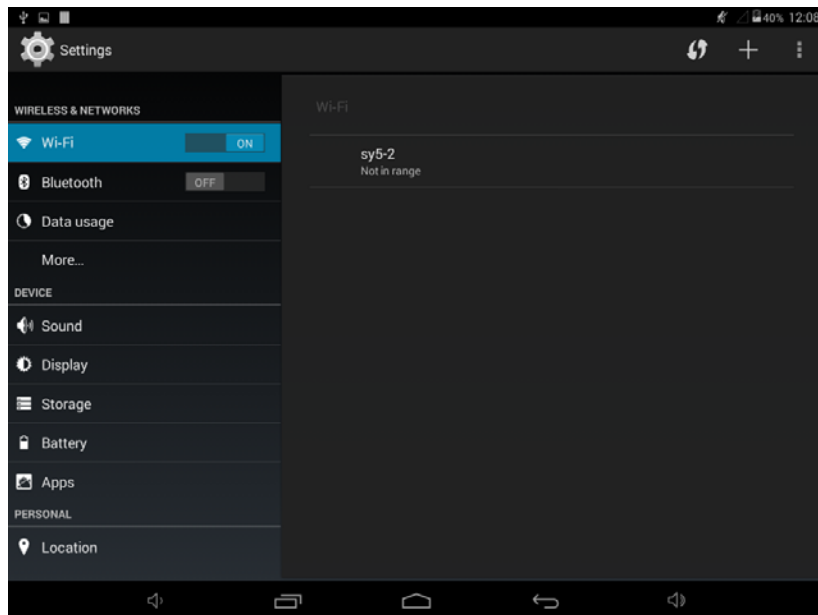 40% 12:08
Settings
WIRELESS & NETWORKS
Wi-Fi ON
Bluetooth OFF
Data usage
More...
DEVICE
Sound
Display
Storage
Battery
Apps
PERSONAL
Location
Wi-Fi
sy5-2
Not in range